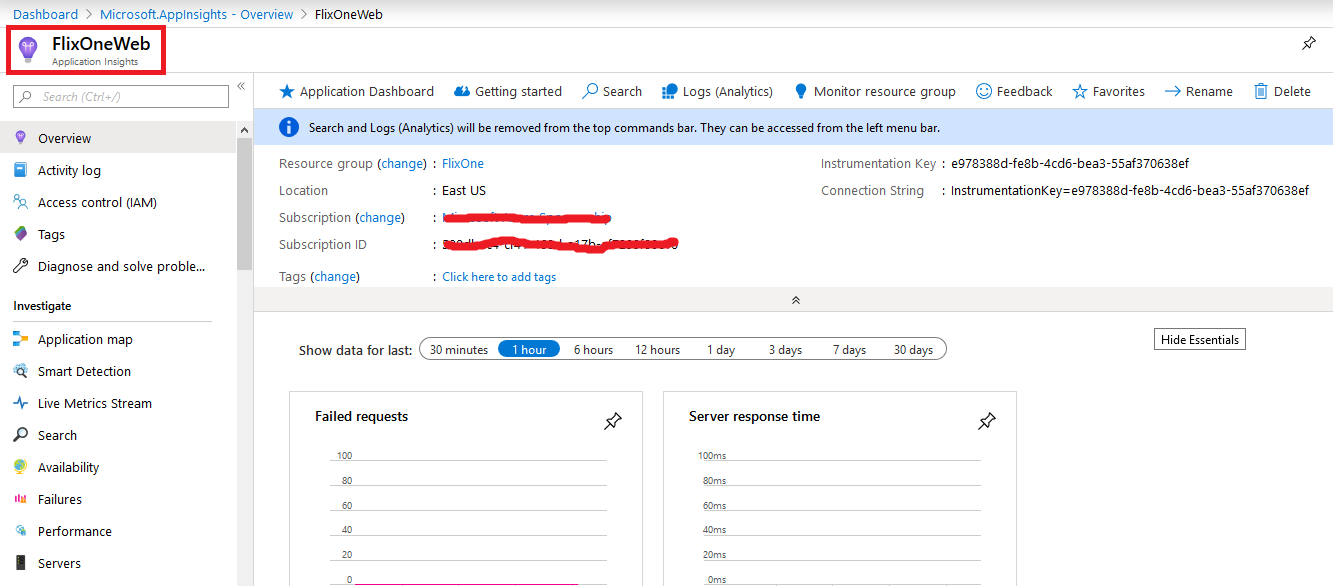 Dashboard > Microsoft.AppInsights - Overview > FlixOneWeb
FlixOneWeb
Application Insights
Search (Ctrl+/)
Application Dashboard Getting started Search Logs (Analytics) Monitor resource group Feedback Favorites Rename Delete
Search and Logs (Analytics) will be removed from the top commands bar. They can be accessed from the left menu bar.
Overview
Activity log
Access control (IAM)
Tags
Diagnose and solve proble...
Investigate
Application map
Smart Detection
Live Metrics Stream
Search
Availability
Failures
Performance
Servers
Resource group (change) : FlixOne
Location : East US
Subscription (change) :
Subscription ID :
Tags (change) : Click here to add tags
Instrumentation Key : e978388d-fe8b-4cd6-bea3-55af370638ef
Connection String : InstrumentationKey=e978388d-fe8b-4cd6-bea3-55af370638ef
Show data for last: 30 minutes 1 hour 6 hours 12 hours 1 day 3 days 7 days 30 days
Hide Essentials
Failed requests
100
80
60
40
20
0
Server response time
100ms
80ms
60ms
40ms
20ms
0ms